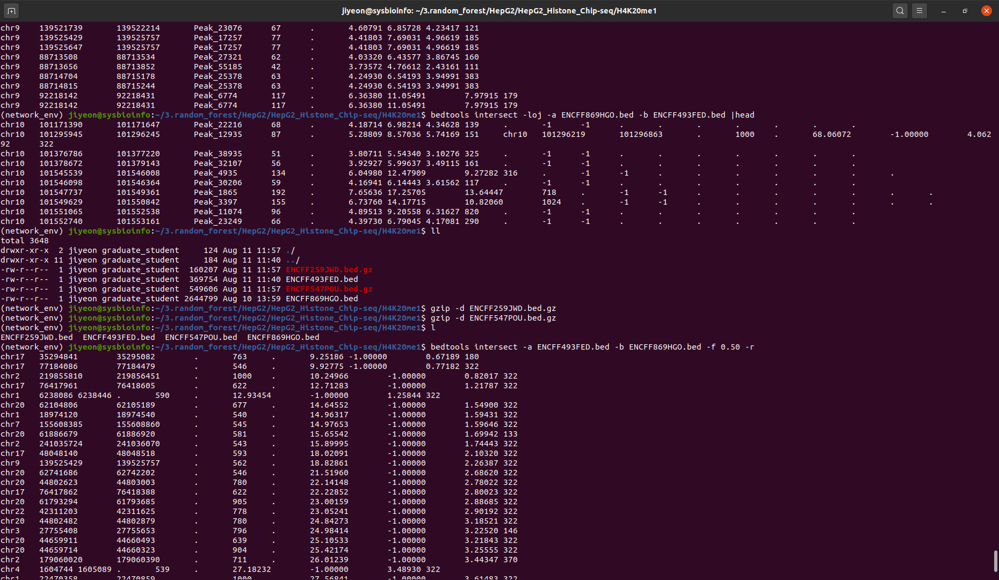 jiyeon@sysbioinfo: ~/3.random_forest/HepG2/HepG2_Histone_Chip-seq/H4K20me1
chr9 139521739 139522214 Peak_23076 67 . 4.60791 6.85728 4.23417 121
chr9 139525429 139525757 Peak_17257 77 . 4.41803 7.69031 4.96619 185
chr9 139525647 139525757 Peak_17257 77 . 4.41803 7.69031 4.96619 185
chr9 88713508 88713534 Peak_27321 62 . 4.03320 6.43577 3.86745 160
chr9 88713656 88713852 Peak_55185 42 . 3.73572 4.76612 2.43161 111
chr9 88714704 88715178 Peak_25378 63 . 4.24930 6.54193 3.94991 383
chr9 88714815 88715244 Peak_25378 63 . 4.24930 6.54193 3.94991 383
chr9 92218142 92218431 Peak_6774 117 . 6.36380 11.05491 7.97915 179
chr9 92218142 92218431 Peak_6774 117 . 6.36380 11.05491 7.97915 179
(network_env) jiyeon@sysbioinfo:~/3.random_forest/HepG2/HepG2_Histone_Chip-seq/H4K20me1$ bedtools intersect -loj -a ENCFF869HGO.bed -b ENCFF493FED.bed |head
chr10 101171390 101171647 Peak_22216 68 . 4.18714 6.98214 4.34628 139 . -1 -1 . . . . . . .
chr10 101295945 101296245 Peak_12935 87 . 5.28809 8.57036 5.74169 151 chr10 101296219 101296863 . 1000 . 68.06072 -1.00000 4.062
92 322
chr10 101376786 101377220 Peak_38935 51 . 3.80711 5.54340 3.10276 325 . -1 -1 . . . . . . .
chr10 101378672 101379143 Peak_32107 56 . 3.92927 5.99637 3.49115 161 . -1 -1 . . . . . . .
chr10 101545539 101546008 Peak_4935 134 . 6.04980 12.47909 9.27282 316 . -1 -1 . . . . . . .
chr10 101546098 101546364 Peak_30206 59 . 4.16941 6.14443 3.61562 117 . -1 -1 . . . . . . .
chr10 101547737 101549361 Peak_1865 192 . 7.65636 17.25705 13.64447 718 . -1 -1 . . . . . . .
chr10 101549629 101550842 Peak_3397 155 . 6.73760 14.17715 10.82060 1024 . -1 -1 . . . . . . .
chr10 101551065 101552538 Peak_11074 96 . 4.89513 9.20558 6.31627 820 . -1 -1 . . . . . . .
chr10 101552740 101553161 Peak_23249 66 . 4.39730 6.79045 4.17081 290 . -1 -1 . . . . . . .
(network_env) jiyeon@sysbioinfo:~/3.random_forest/HepG2/HepG2_Histone_Chip-seq/H4K20me1$ ll
total 3648
drwxr-xr-x 2 jiyeon graduate_student 124 Aug 11 11:57 ./
drwxr-xr-x 11 jiyeon graduate_student 184 Aug 11 11:40 ../
-rw-r--r-- 1 jiyeon graduate_student 160207 Aug 11 11:57 ENCFF259JWD.bed.gz
-rw-r--r-- 1 jiyeon graduate_student 369754 Aug 11 11:40 ENCFF493FED.bed
-rw-r--r-- 1 jiyeon graduate_student 549606 Aug 11 11:57 ENCFF547POU.bed.gz
-rw-r--r-- 1 jiyeon graduate_student 2644799 Aug 10 13:59 ENCFF869HGO.bed
(network_env) jiyeon@sysbioinfo:~/3.random_forest/HepG2/HepG2_Histone_Chip-seq/H4K20me1$ gzip -d ENCFF259JWD.bed.gz
(network_env) jiyeon@sysbioinfo:~/3.random_forest/HepG2/HepG2_Histone_Chip-seq/H4K20me1$ gzip -d ENCFF547POU.bed.gz
(network_env) jiyeon@sysbioinfo:~/3.random_forest/HepG2/HepG2_Histone_Chip-seq/H4K20me1$ l
ENCFF259JWD.bed ENCFF493FED.bed ENCFF547POU.bed ENCFF869HGO.bed
(network_env) jiyeon@sysbioinfo:~/3.random_forest/HepG2/HepG2_Histone_Chip-seq/H4K20me1$ bedtools intersect -a ENCFF493FED.bed -b ENCFF869HGO.bed -f 0.50 -r
chr17 35294841 35295082 . 763 . 9.25186 -1.00000 0.67189 180
chr17 77184086 77184479 . 546 . 9.92775 -1.00000 0.77182 322
chr2 219855810 219856451 . 1000 . 10.24966 -1.00000 0.82017 322
chr17 76417961 76418605 . 622 . 12.71283 -1.00000 1.21787 322
chr1 6238086 6238446 . 590 . 12.93454 -1.00000 1.25844 322
chr20 62104806 62105189 . 677 . 14.64552 -1.00000 1.54900 322
chr1 18974120 18974540 . 540 . 14.96317 -1.00000 1.59431 322
chr7 155608385 155608860 . 545 . 14.97653 -1.00000 1.59646 322
chr20 61886679 61886920 . 581 . 15.65542 -1.00000 1.69942 133
chr2 241035724 241036070 . 543 . 15.89995 -1.00000 1.74443 322
chr17 48048140 48048518 . 593 . 18.02091 -1.00000 2.10320 322
chr9 139525429 139525757 . 562 . 18.82861 -1.00000 2.26387 322
chr20 62741686 62742202 . 546 . 21.51960 -1.00000 2.68620 322
chr20 44802623 44803003 . 780 . 22.14148 -1.00000 2.78022 322
chr17 76417862 76418388 . 622 . 22.22852 -1.00000 2.80023 322
chr20 61793294 61793685 . 905 . 23.00159 -1.00000 2.88685 322
chr22 42311203 42311625 . 778 . 23.05241 -1.00000 2.90192 322
chr20 44802482 44802879 . 780 . 24.84273 -1.00000 3.18521 322
chr3 27755408 27755653 . 796 . 24.98414 -1.00000 3.22520 146
chr20 44659911 44660493 . 639 . 25.10533 -1.00000 3.21843 322
chr20 44659714 44660323 . 904 . 25.42174 -1.00000 3.25555 322
chr2 179060020 179060390 . 711 . 26.01239 -1.00000 3.44347 370
chr4 1604744 1605089 . 539 . 27.18232 -1.00000 3.48930 322
chr1 22470358 22470859 . 1000 . 27.56841 -1.00000 3.61483 322